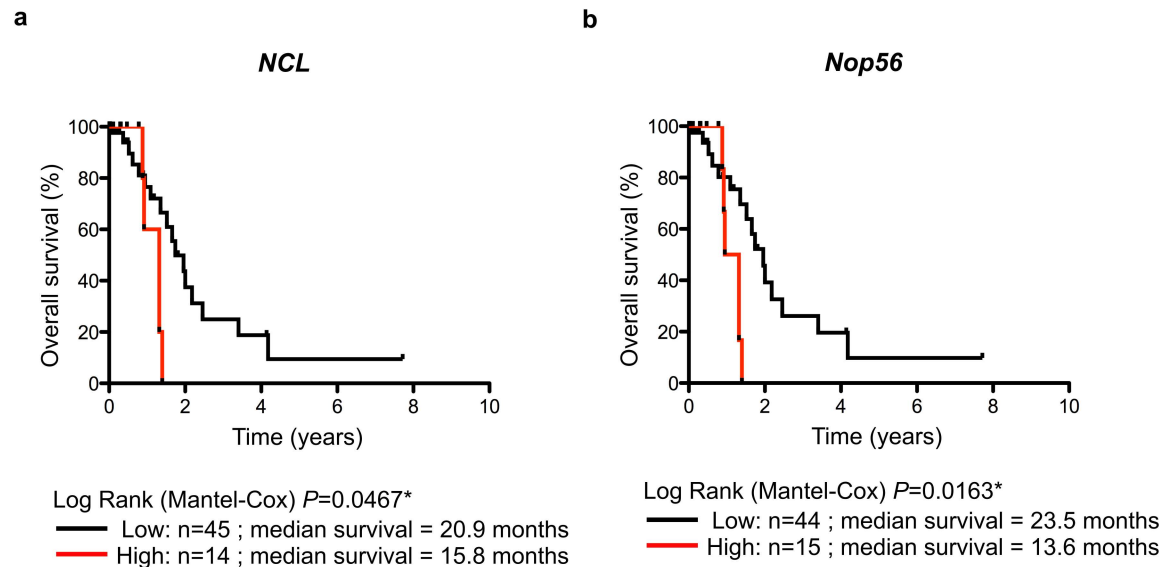 a
NCL
Overall survival (%)
100
80
60
40
20
0
0 2 4 6 8 10
Time (years)
Log Rank (Mantel-Cox) P=0.0467*
Low: n=45 ; median survival = 20.9 months
High: n=14 ; median survival = 15.8 months
b
Nop56
Overall survival (%)
100
80
60
40
20
0
0 2 4 6 8 10
Time (years)
Log Rank (Mantel-Cox) P=0.0163*
Low: n=44 ; median survival = 23.5 months
High: n=15 ; median survival = 13.6 months